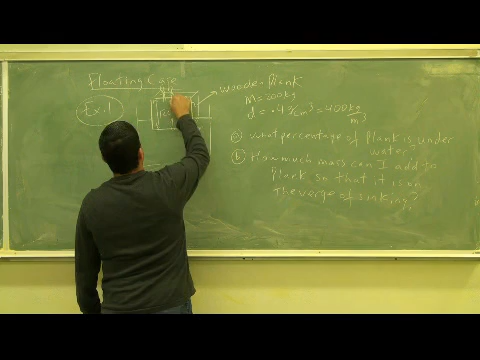 Floating Case
Ex.1
wooden Plank
M = 200 kg
d = .4 g/cm³ = 400 kg/m³
ⓐ what percentage of Plank is under
water?
ⓑ How much mass can I add to
Plank so that it is on
the verge of sinking?